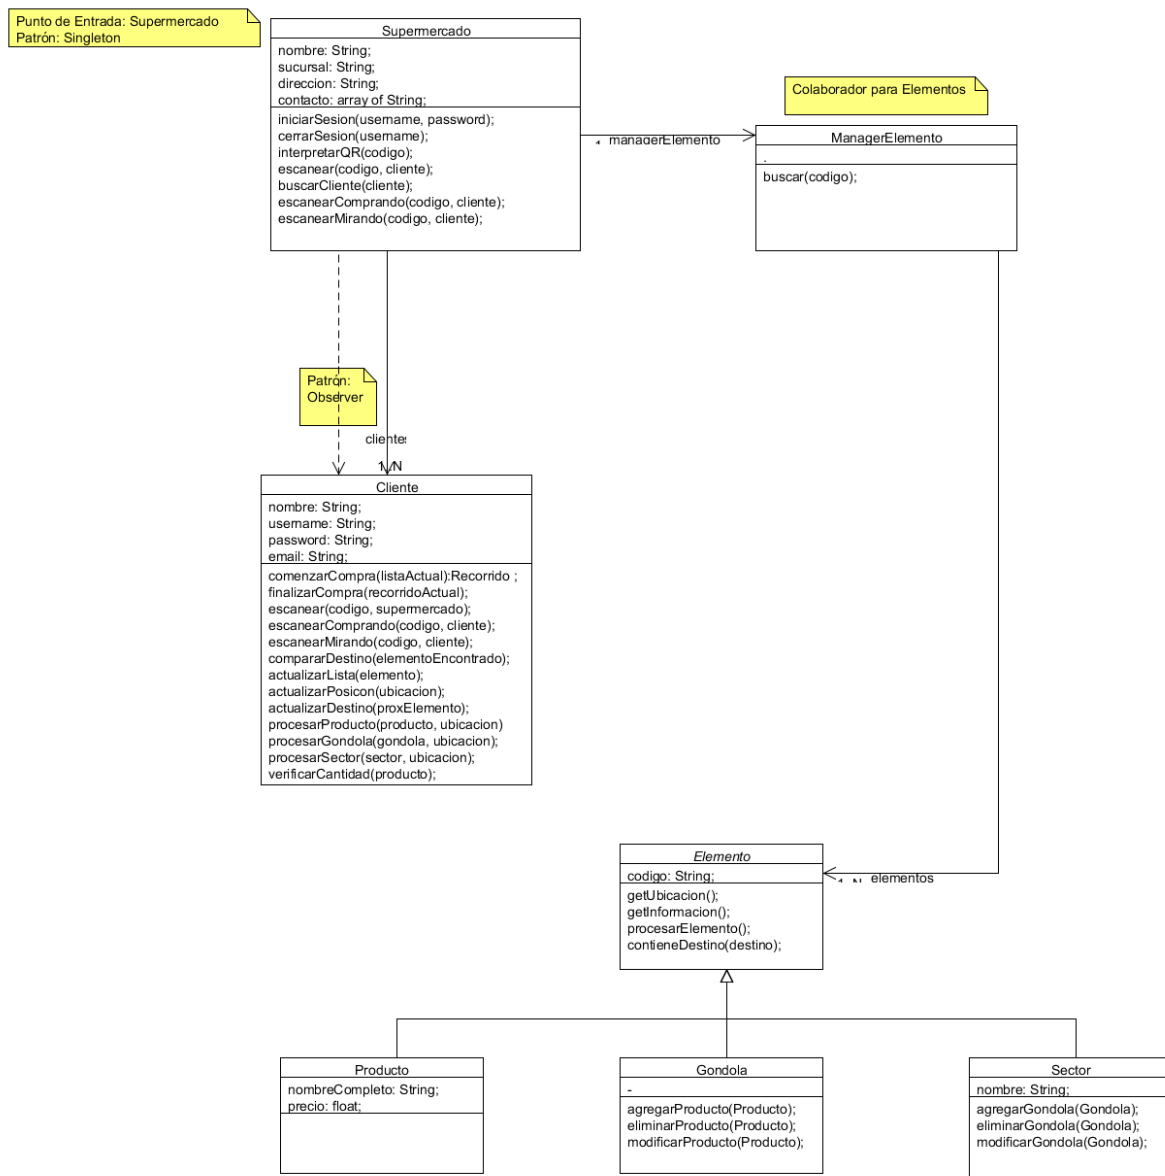 Punto de Entrada: Supermercado
Patrón: Singleton
Supermercado
nombre: String;
sucursal: String;
direccion: String;
contacto: array of String;
iniciarSesion(username, password);
cerrarSesion(username);
interpretarQR(codigo);
escanear(codigo, cliente);
buscarCliente(cliente);
escanearComprando(codigo, cliente);
escanearMirando(codigo, cliente);
managerElemento
Colaborador para Elementos
ManagerElemento
.
buscar(codigo);
Patrón:
Observer
clientes
Cliente
nombre: String;
username: String;
password: String;
email: String;
comenzarCompra(listaActual):Recorrido ;
finalizarCompra(recorridoActual);
escanear(codigo, supermercado);
escanearComprando(codigo, cliente);
escanearMirando(codigo, cliente);
compararDestino(elementoEncontrado);
actualizarLista(elemento);
actualizarPosicon(ubicacion);
actualizarDestino(proxElemento);
procesarProducto(producto, ubicacion)
procesarGondola(gondola, ubicacion);
procesarSector(sector, ubicacion);
verificarCantidad(producto);
Elemento
codigo: String;
getUbicacion();
getInformacion();
procesarElemento();
contieneDestino(destino);
elementos
Producto
nombreCompleto: String;
precio: float;
Gondola
-
agregarProducto(Producto);
eliminarProducto(Producto);
modificarProducto(Producto);
Sector
nombre: String;
agregarGondola(Gondola);
eliminarGondola(Gondola);
modificarGondola(Gondola);